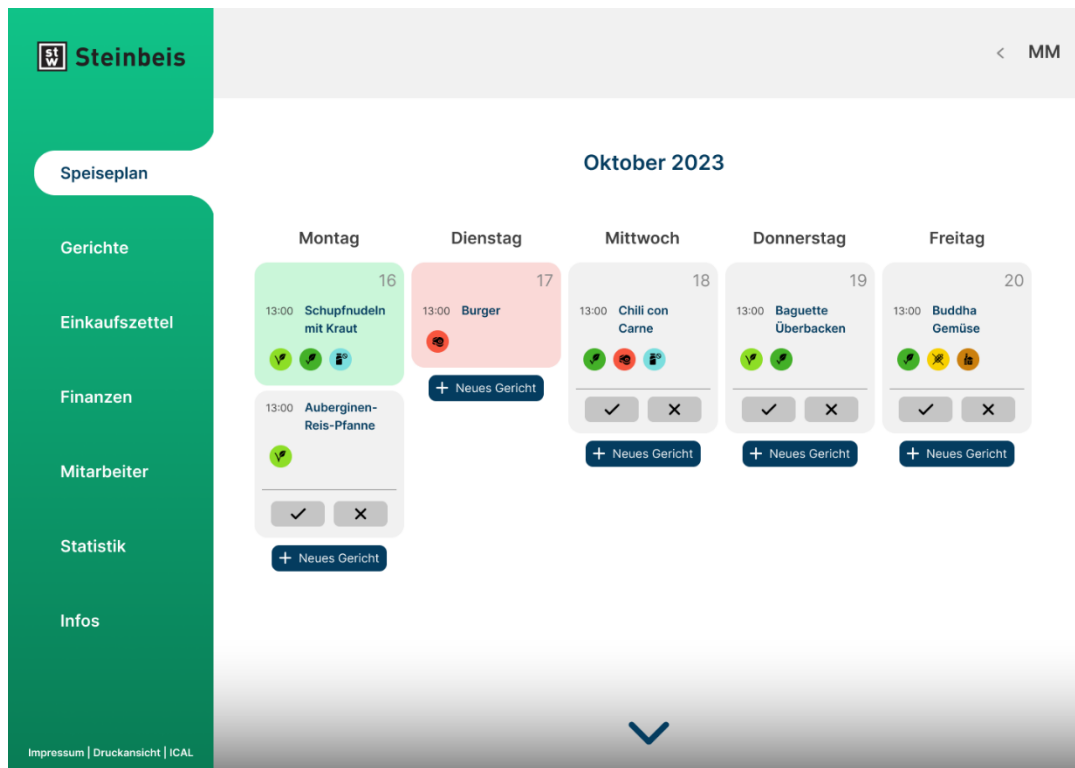 st
w
Steinbeis
< MM
Speiseplan
Gerichte
Einkaufszettel
Finanzen
Mitarbeiter
Statistik
Infos
Impressum | Druckansicht | ICAL
Oktober 2023
Montag
Dienstag
Mittwoch
Donnerstag
Freitag
16
13:00 Schupfnudeln
mit Kraut
13:00 Auberginen-
Reis-Pfanne
+ Neues Gericht
17
13:00 Burger
+ Neues Gericht
18
13:00 Chili con
Carne
+ Neues Gericht
19
13:00 Baguette
Überbacken
+ Neues Gericht
20
13:00 Buddha
Gemüse
+ Neues Gericht